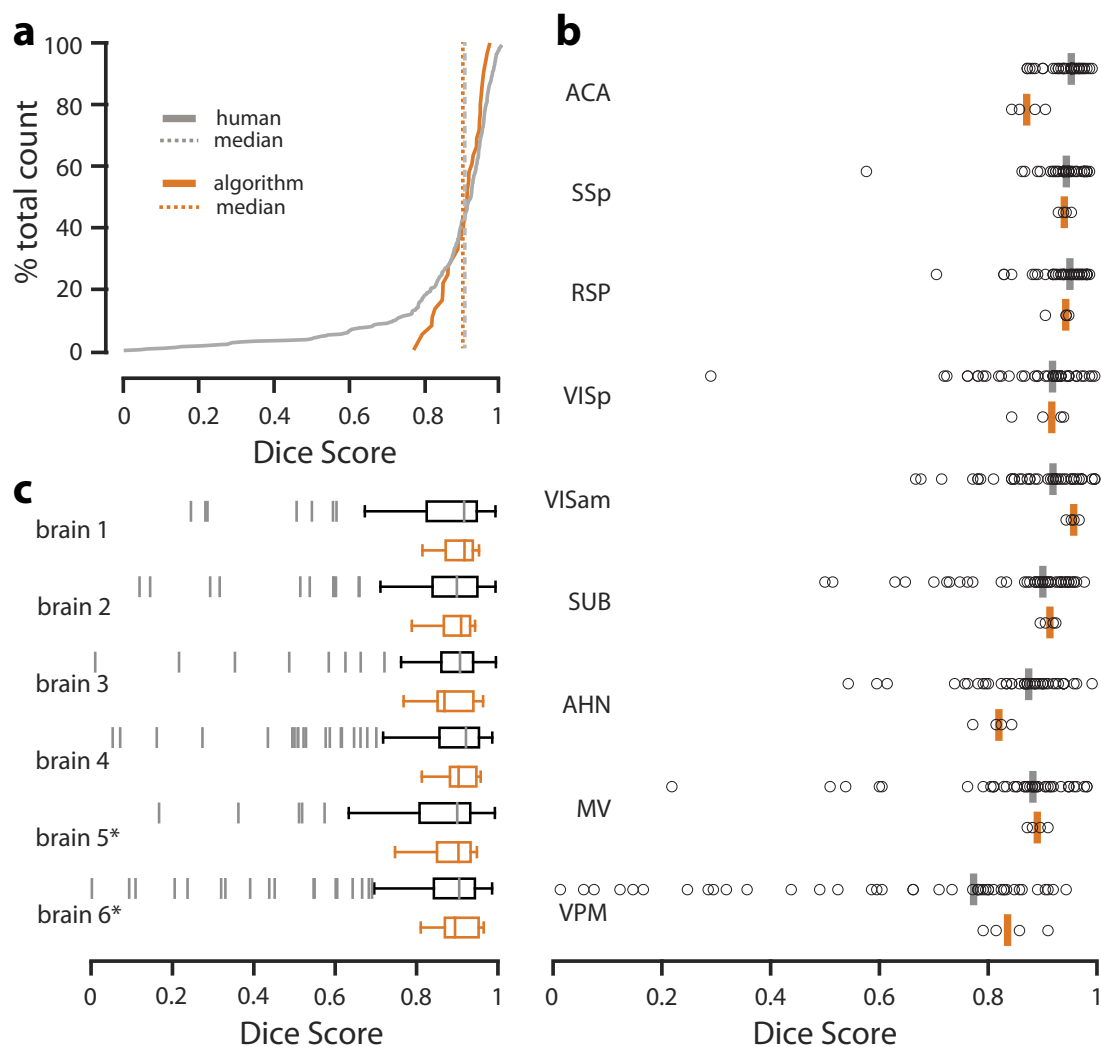 a
100
80
60
40
20
0
% total count
human
median
algorithm
median
0 0.2 0.4 0.6 0.8 1
Dice Score
b
ACA
SSp
RSP
VISp
VISam
SUB
AHN
MV
VPM
0 0.2 0.4 0.6 0.8 1
Dice Score
c
brain 1
brain 2
brain 3
brain 4
brain 5*
brain 6*
0 0.2 0.4 0.6 0.8 1
Dice Score